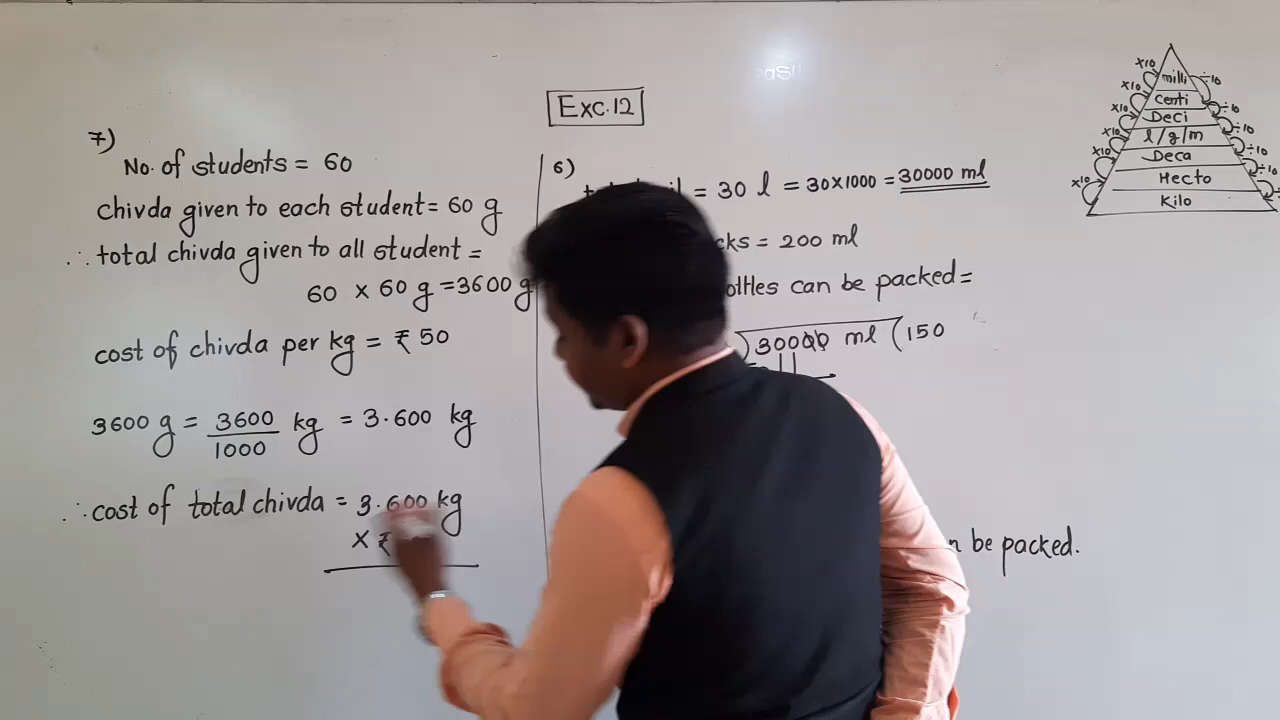 Exc.12
7)
No. of students = 60
chivda given to each student = 60 g
∴ total chivda given to all student =
60 × 60 g = 3600 g
cost of chivda per kg = ₹ 50
3600 g = 3600/1000 kg = 3.600 kg
∴ cost of total chivda = 3.600 kg
× ₹
6)
= 30 l = 30×1000 = 30000 ml
= 200 ml
can be packed =
30000 ml (150
be packed.
×10 milli ÷10
×10 centi ÷10
×10 Deci ÷10
×10 l/g/m ÷10
×10 Deca ÷10
×10 Hecto
Kilo